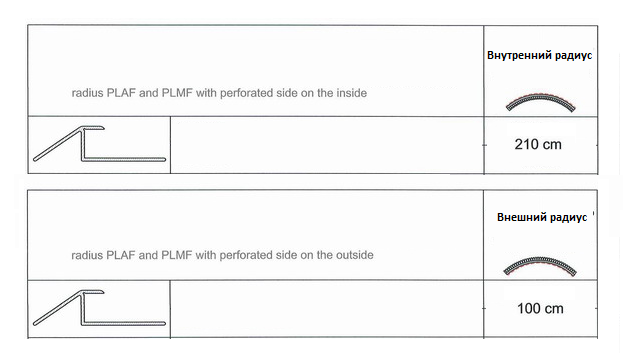 Внутренний радиус
radius PLAF and PLMF with perforated side on the inside
210 cm
Внешний радиус
radius PLAF and PLMF with perforated side on the outside
100 cm